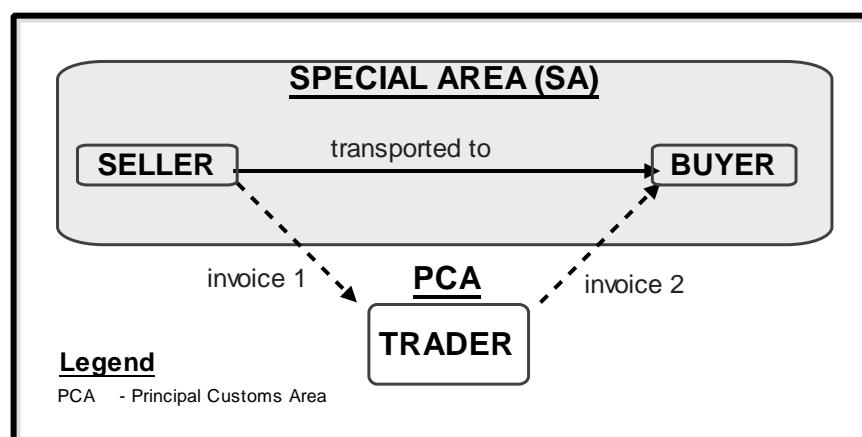 SPECIAL AREA (SA)
transported to
SELLER
BUYER
invoice 1
PCA
invoice 2
TRADER
Legend
PCA - Principal Customs Area